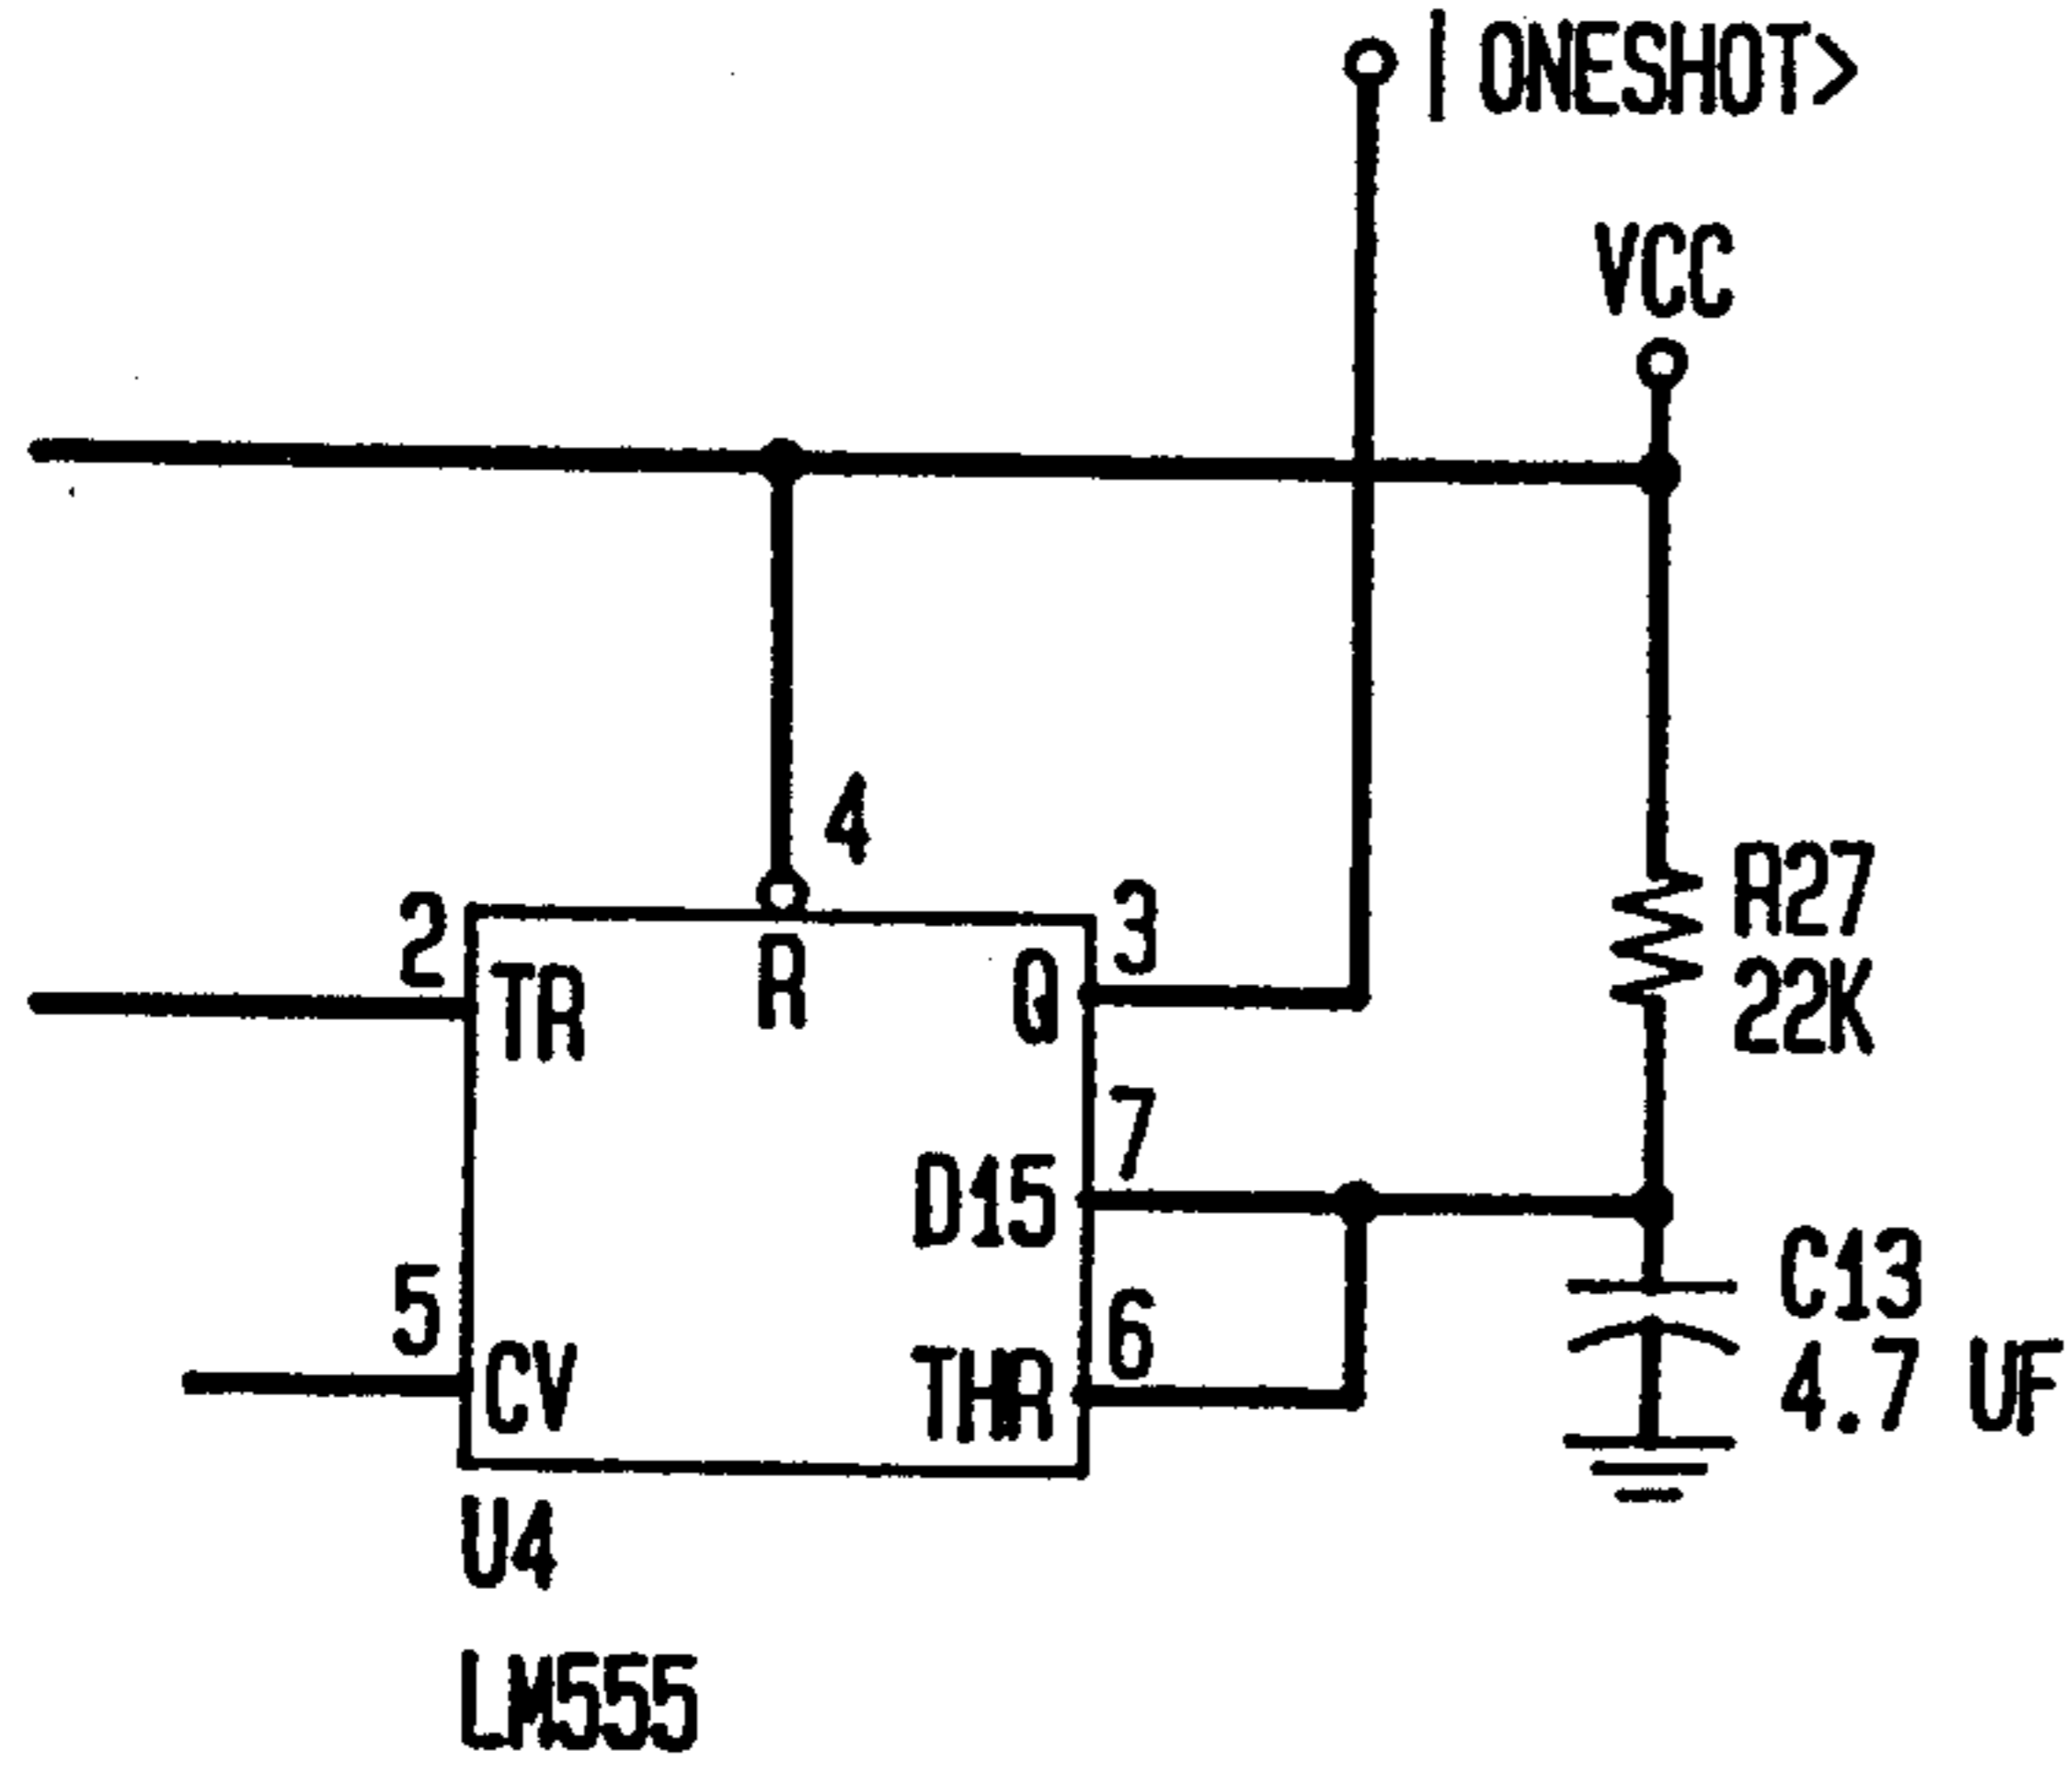 | ONESHOT>
VCC
4
2
3
R27
TR
R
Q
22K
7
D15
5
6
C13
CV
THR
4.7 UF
U4
LM555